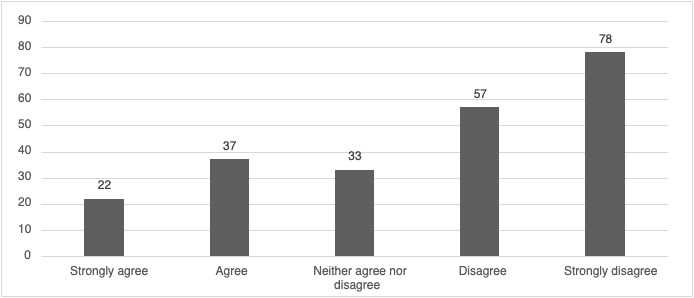 90
80
70
60
50
40
30
20
10
0
22
37
33
57
78
Strongly agree
Agree
Neither agree nor
disagree
Disagree
Strongly disagree